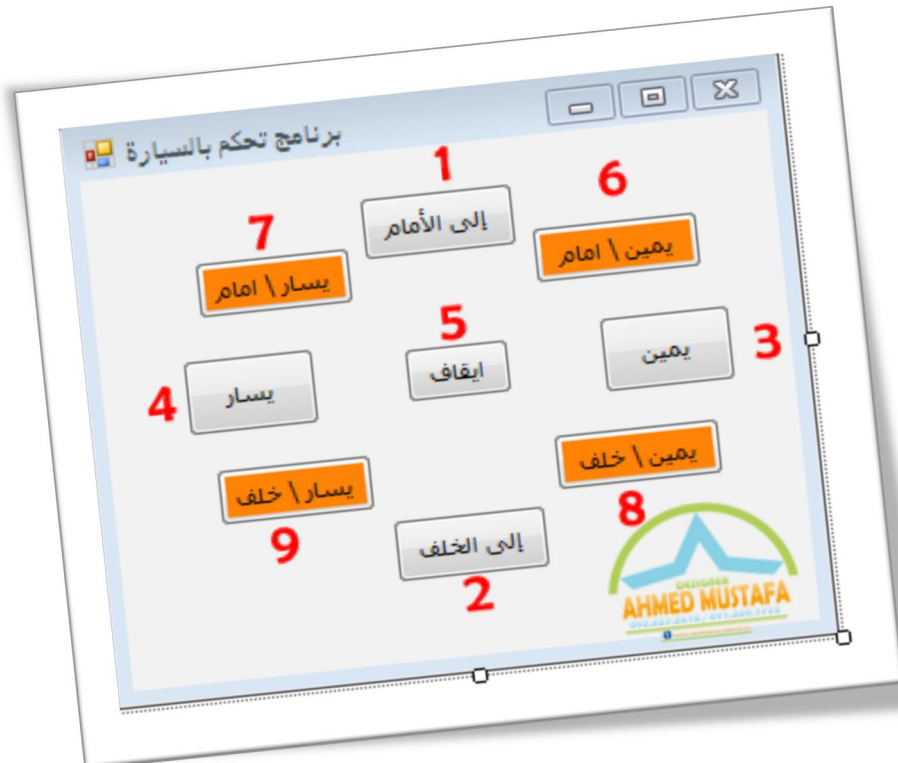 برنامج تحكم بالسيارة
1
إلى الأمام
6
يمين \ امام
7
يسار \ امام
5
ايقاف
3
يمين
4
يسار
يمين \ خلف
8
يسار \ خلف
9
إلى الخلف
2
DESIGNER
AHMED MUSTAFA